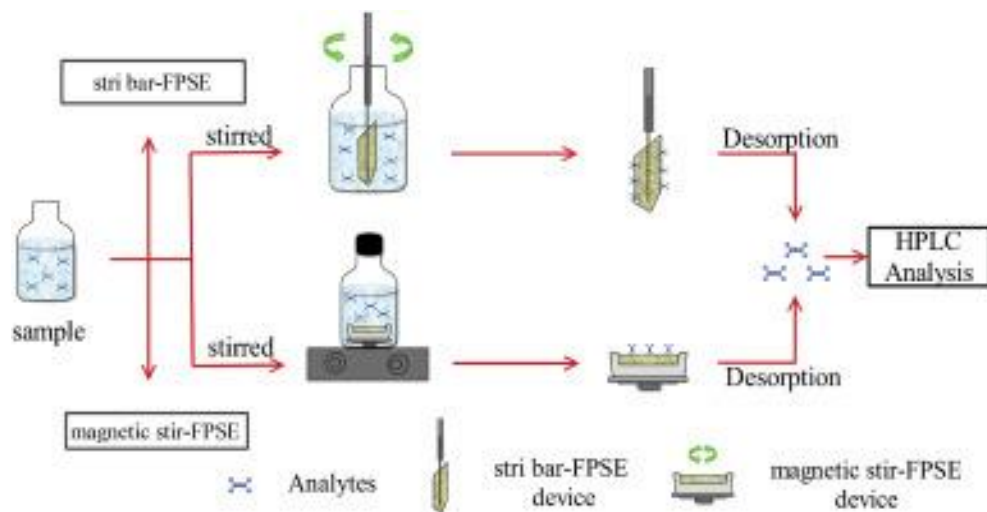 stri bar-FPSE
stirred
Desorption
sample
HPLC
Analysis
stirred
Desorption
magnetic stir-FPSE
Analytes
stri bar-FPSE
device
magnetic stir-FPSE
device